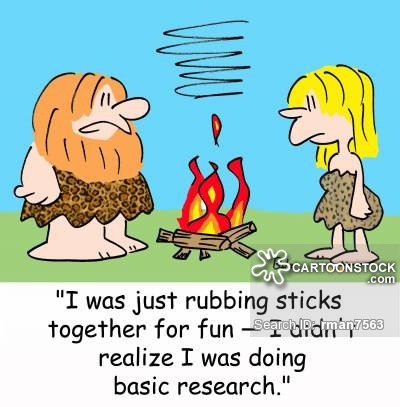 CARTOONSTOCK
.com
"I was just rubbing sticks
together for fun — I didn't
Search ID: rman7563
realize I was doing
basic research."